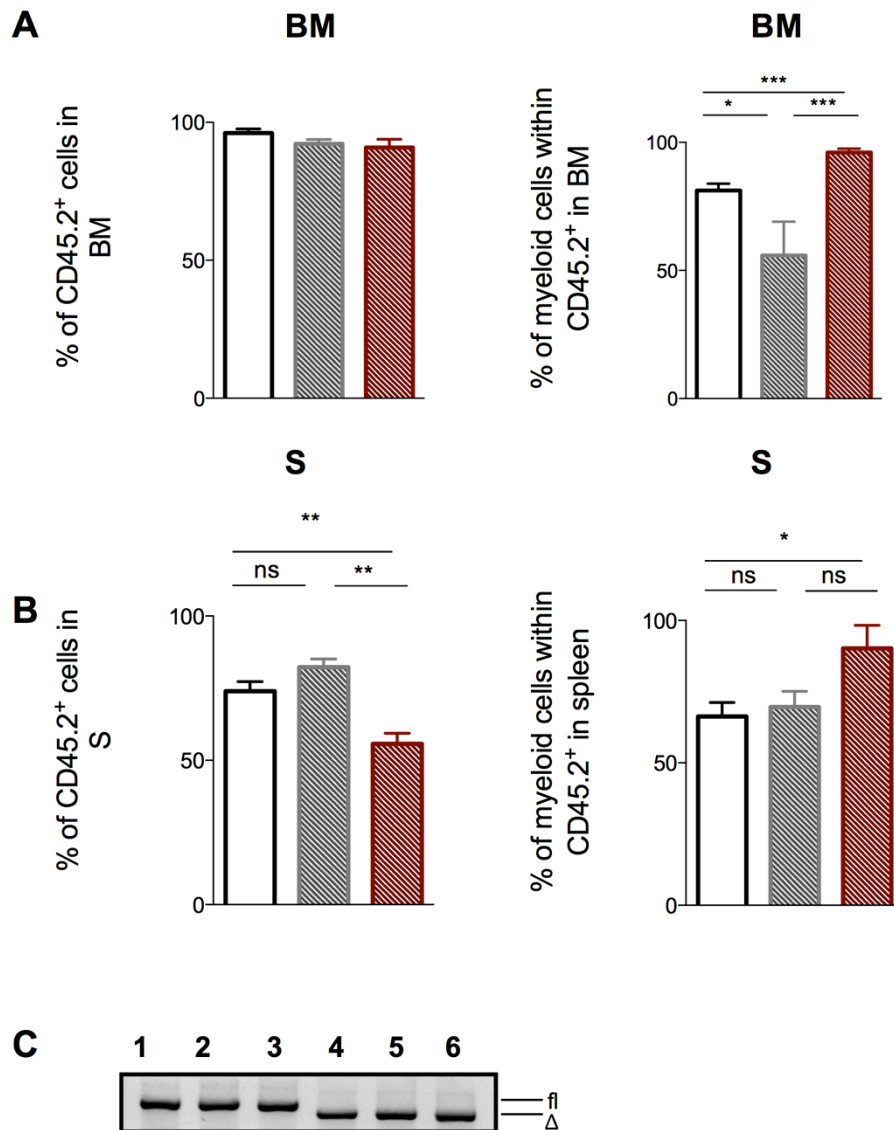 A
BM
% of CD45.2+ cells in
BM
100
50
0
BM
% of myeloid cells within
CD45.2+ in BM
***
*
***
100
50
0
B
S
% of CD45.2+ cells in
S
**
ns
**
100
50
0
S
% of myeloid cells within
CD45.2+ in spleen
*
ns
ns
100
50
0
C
1 2 3 4 5 6
fl
Δ